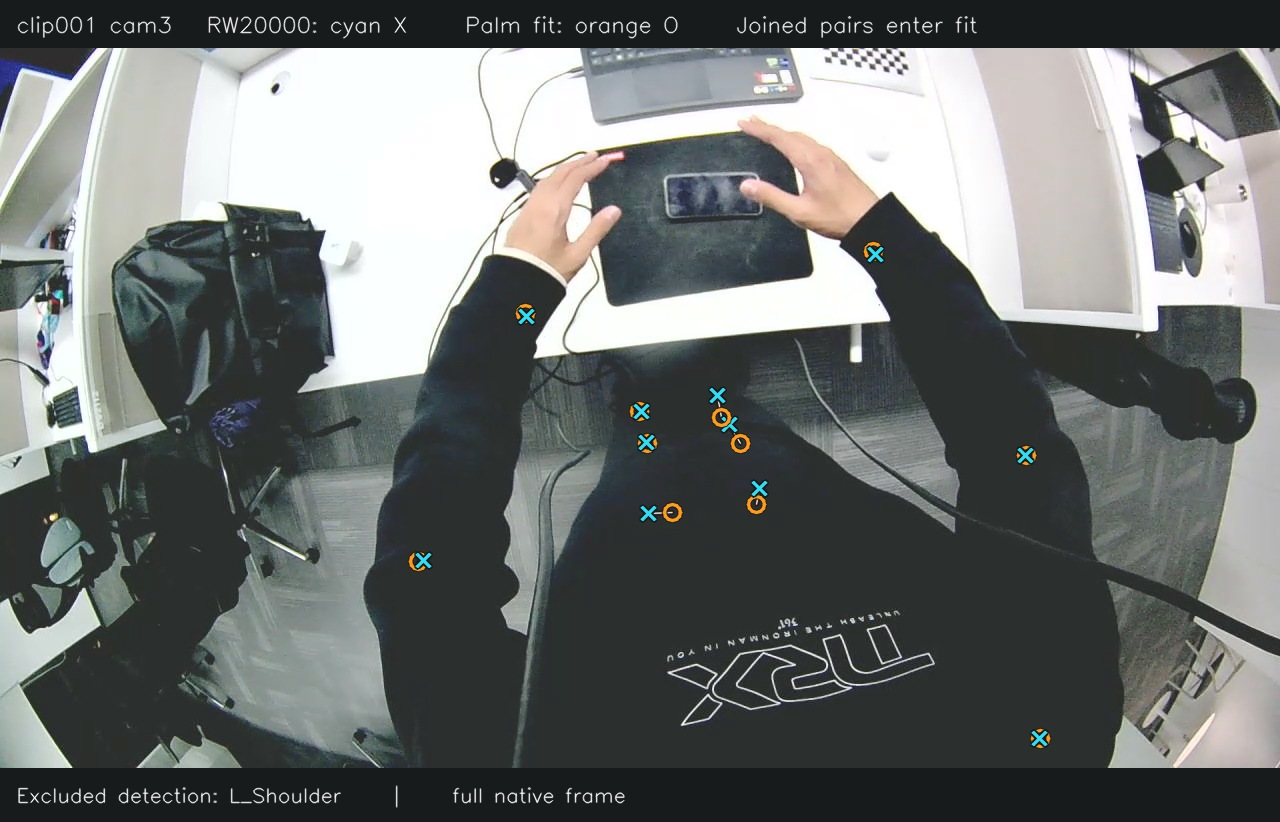 clip001 cam3 RW20000: cyan X Palm fit: orange O Joined pairs enter fit
UNLEASH THE IRONMAN IN YOU
361°
TRX
Excluded detection: L_Shoulder | full native frame